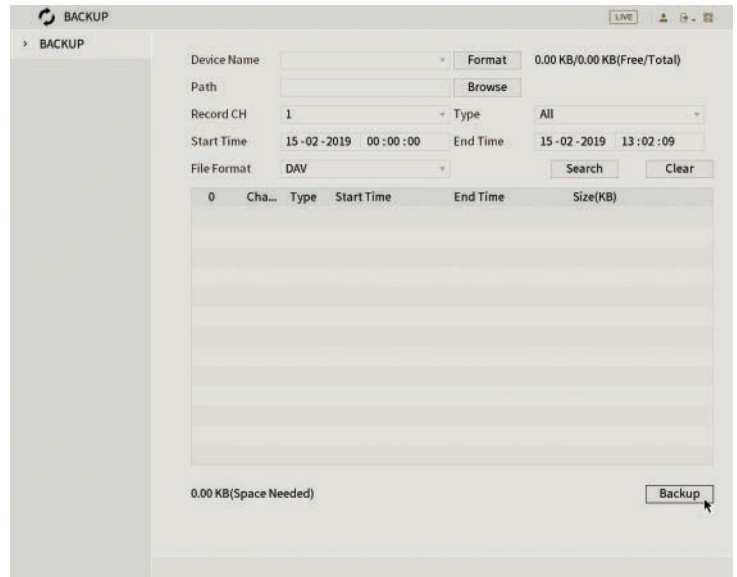 BACKUP
LIVE
> BACKUP
Device Name Format 0.00 KB/0.00 KB(Free/Total)
Path Browse
Record CH 1 Type All
Start Time 15-02-2019 00:00:00 End Time 15-02-2019 13:02:09
File Format DAV Search Clear
0 Cha... Type Start Time End Time Size(KB)
0.00 KB(Space Needed) Backup